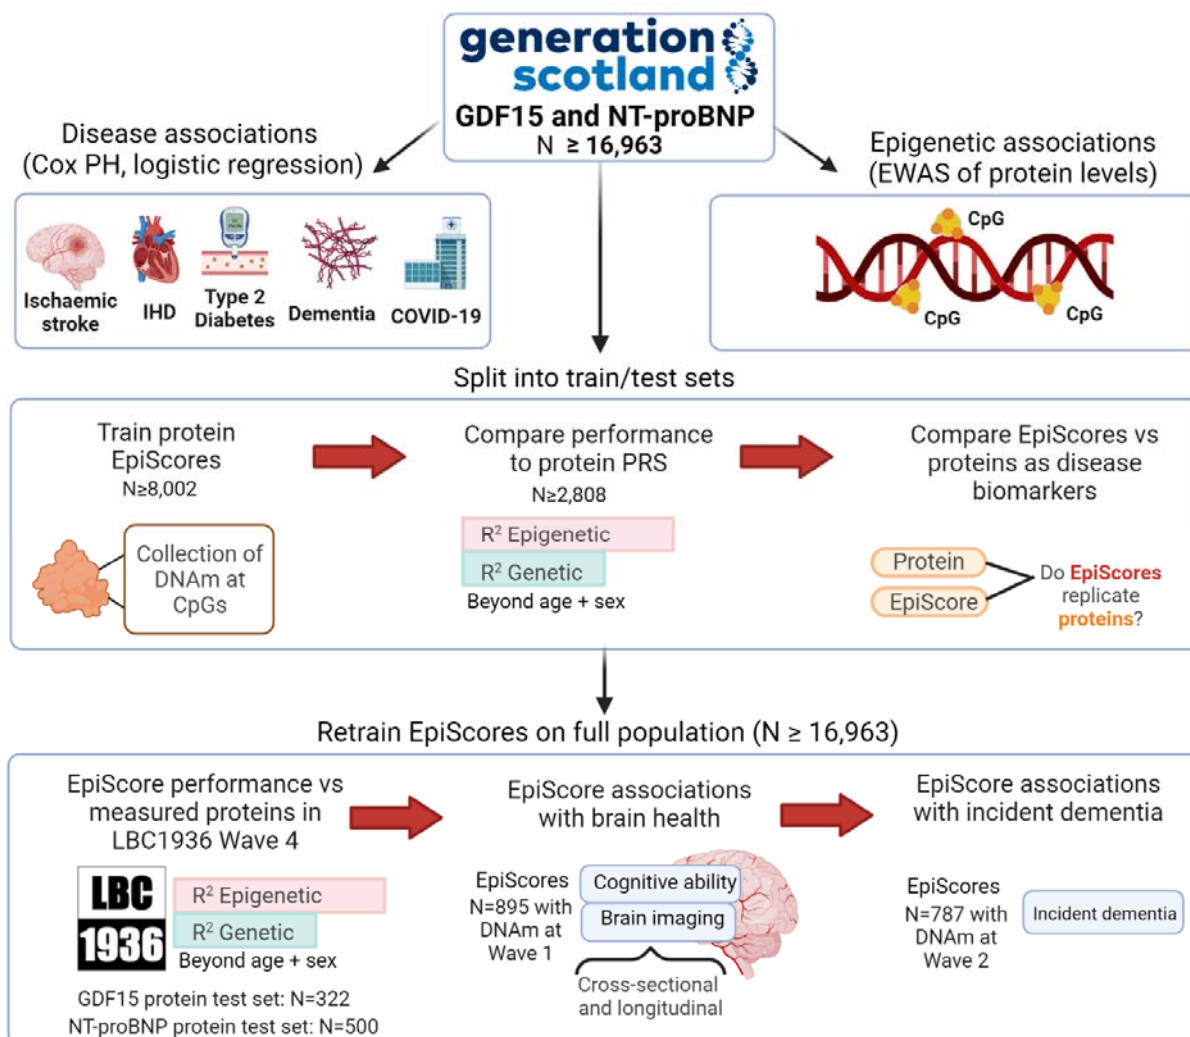 generation
scotland
GDF15 and NT-proBNP
N ≥ 16,963
Disease associations
(Cox PH, logistic regression)
Ischaemic
stroke
IHD
Type 2
Diabetes
Dementia
COVID-19
Epigenetic associations
(EWAS of protein levels)
CpG
CpG
CpG
Split into train/test sets
Train protein
EpiScores
N≥8,002
Collection of
DNAm at
CpGs
Compare performance
to protein PRS
N≥2,808
R² Epigenetic
R² Genetic
Beyond age + sex
Compare EpiScores vs
proteins as disease
biomarkers
Protein
EpiScore
Do EpiScores
replicate
proteins?
Retrain EpiScores on full population (N ≥ 16,963)
EpiScore performance vs
measured proteins in
LBC1936 Wave 4
LBC
1936
R² Epigenetic
R² Genetic
Beyond age + sex
GDF15 protein test set: N=322
NT-proBNP protein test set: N=500
EpiScore associations
with brain health
EpiScores
N=895 with
DNAm at
Wave 1
Cognitive ability
Brain imaging
Cross-sectional
and longitudinal
EpiScore associations
with incident dementia
EpiScores
N=787 with
DNAm at
Wave 2
Incident dementia